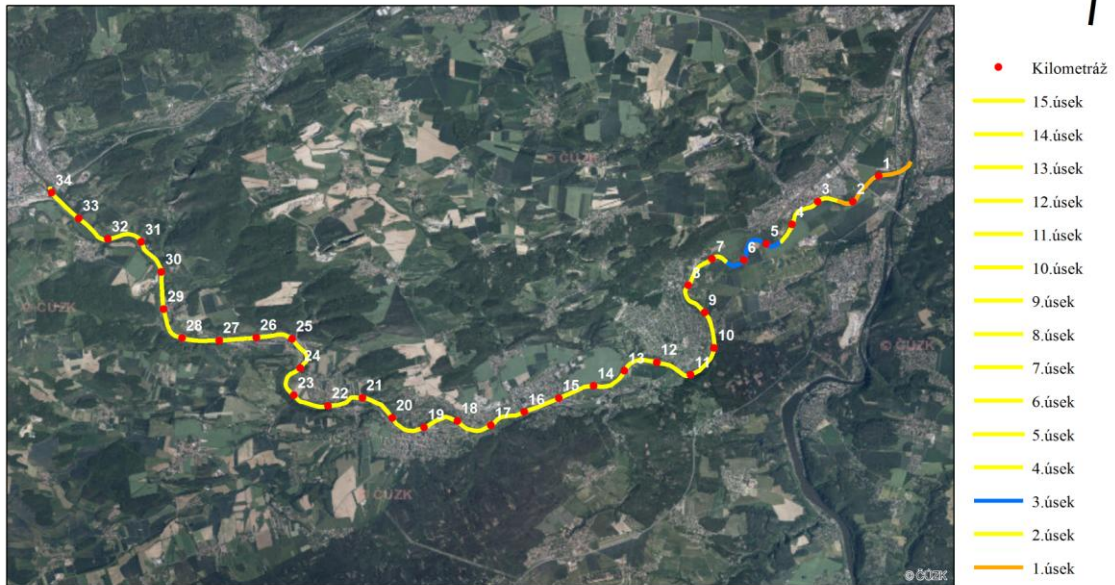 Kilometráž
15.úsek
14.úsek
13.úsek
12.úsek
11.úsek
10.úsek
9.úsek
8.úsek
7.úsek
6.úsek
5.úsek
4.úsek
3.úsek
2.úsek
1.úsek
1
2
3
4
5
6
7
8
9
10
11
12
13
14
15
16
17
18
19
20
21
22
23
24
25
26
27
28
29
30
31
32
33
34
© ČÚZK
© ČÚZK
© ČÚZK
© ČÚZK
© ČÚZK